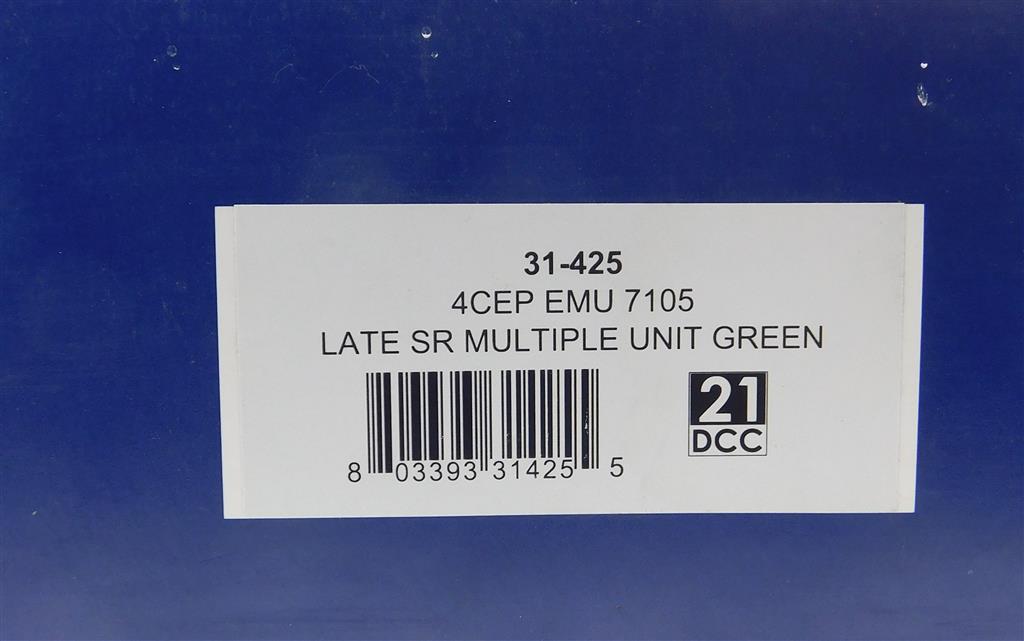 31-425
4CEP EMU 7105
LATE SR MULTIPLE UNIT GREEN
21
DCC
8 03393 31425 5